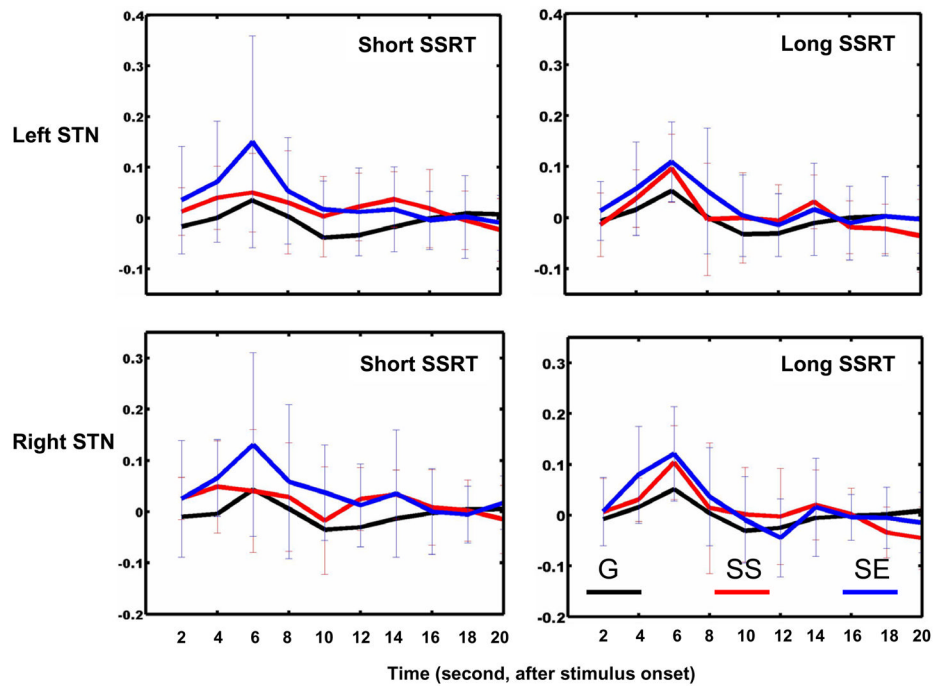 0.4
0.3
0.2
0.1
0
-0.1
Short SSRT
0.4
0.3
0.2
0.1
0
-0.1
Long SSRT
Left STN
0.3
0.2
0.1
0
-0.1
-0.2
Short SSRT
0.3
0.2
0.1
0
-0.1
-0.2
Long SSRT
Right STN
G SS SE
2 4 6 8 10 12 14 16 18 20
2 4 6 8 10 12 14 16 18 20
Time (second, after stimulus onset)